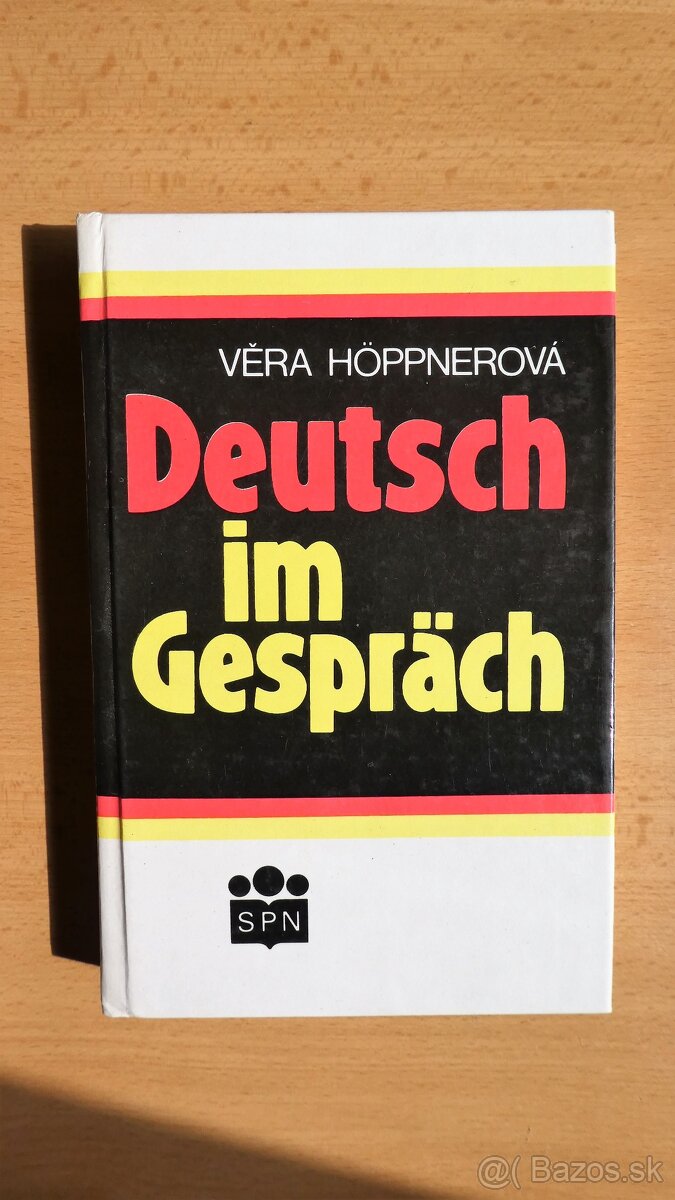 VĚRA HÖPPNEROVÁ
Deutsch
im
Gespräch
SPN
@( Bazos.sk